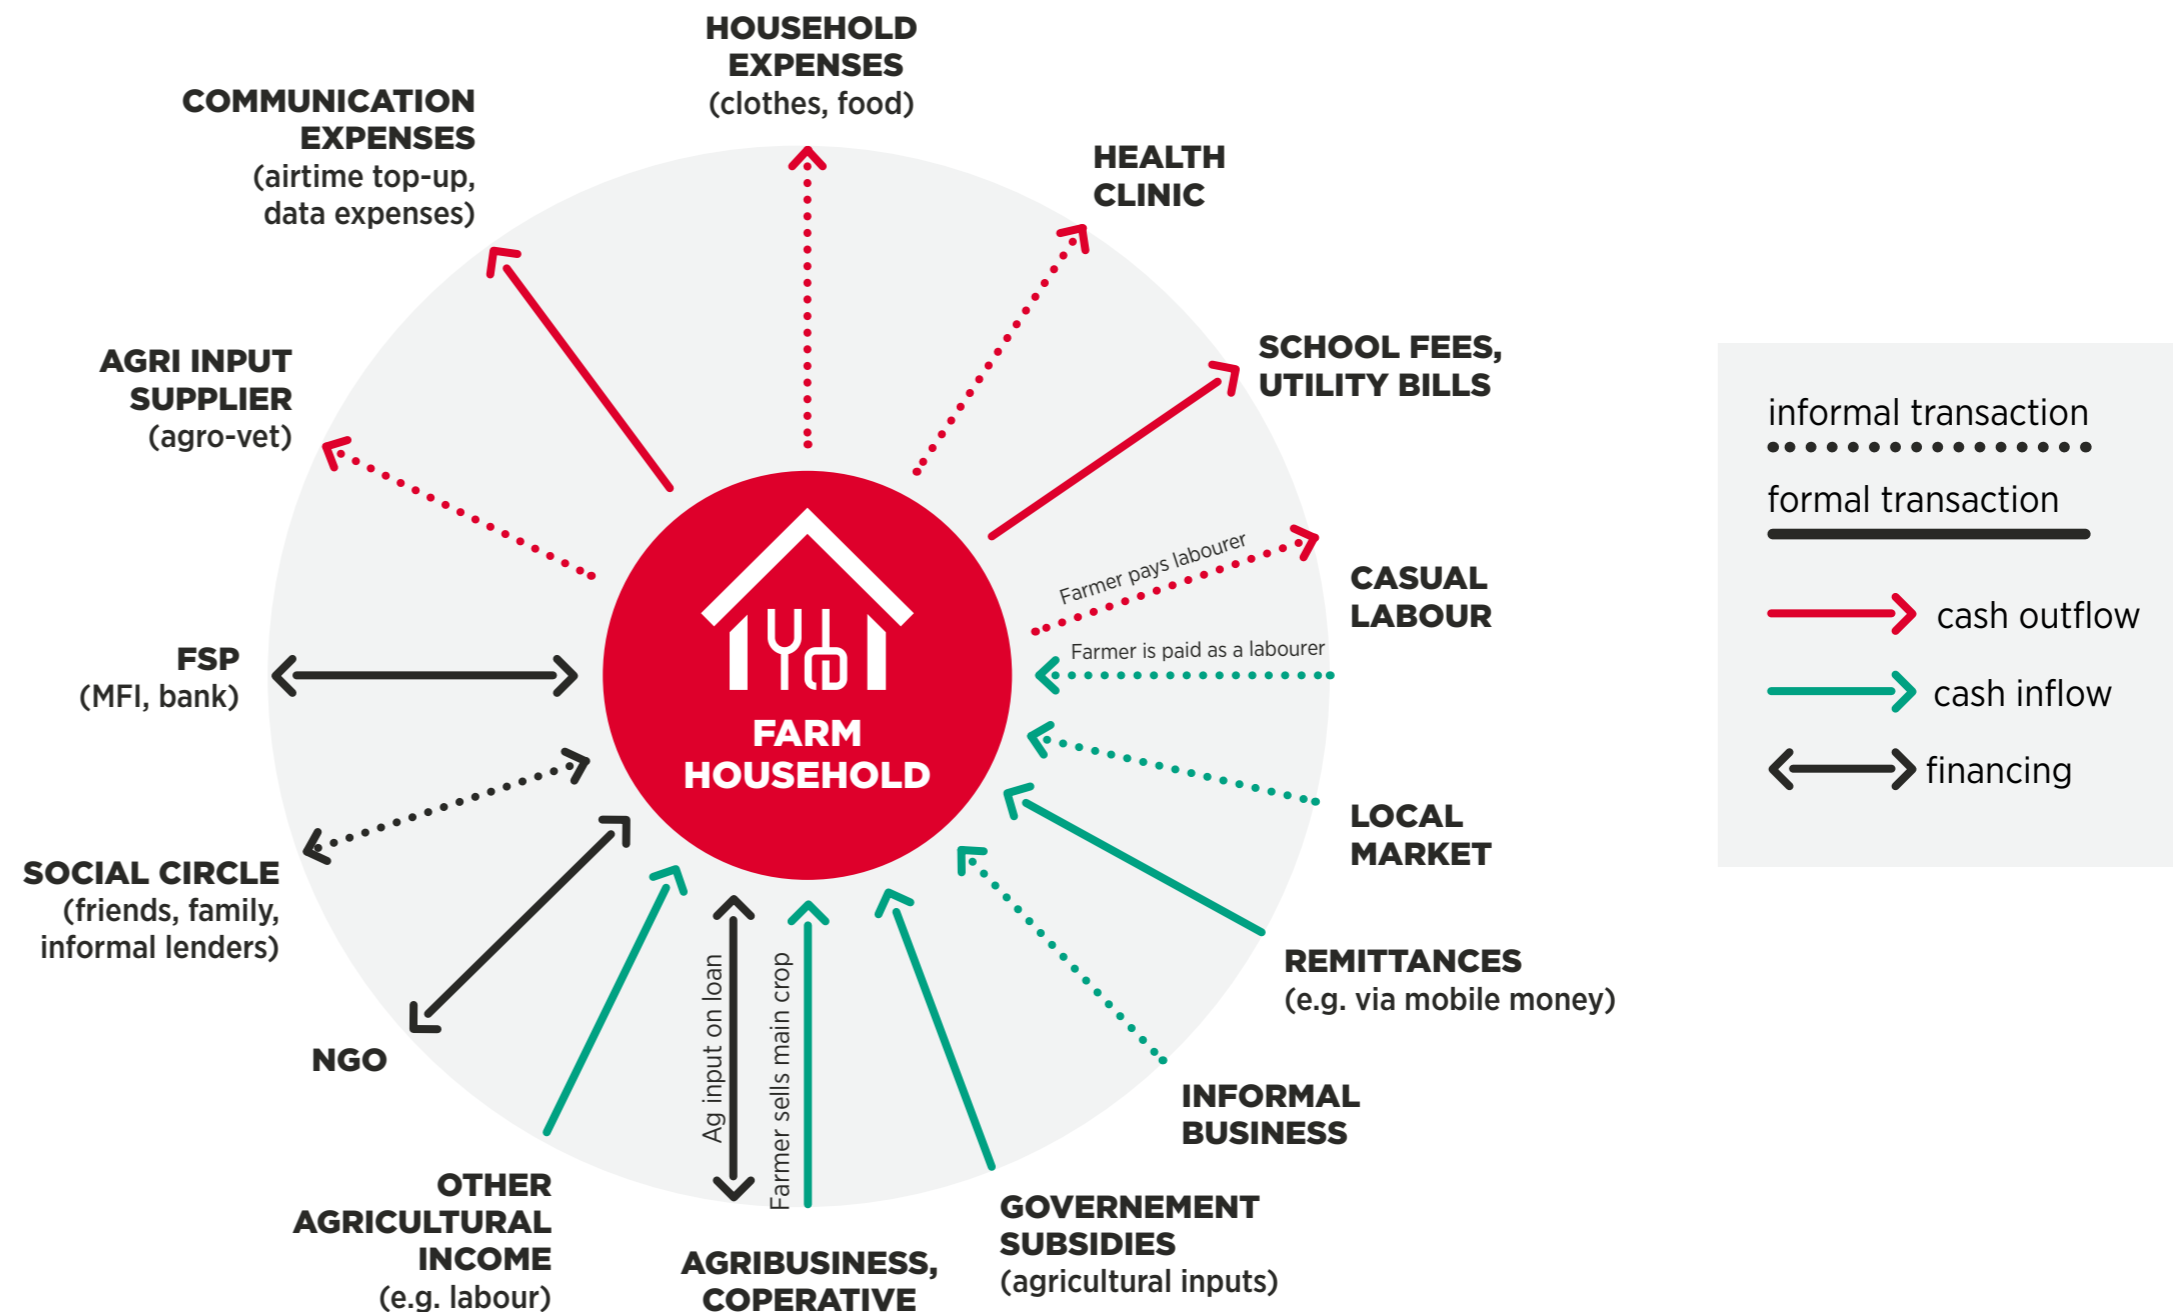 HOUSEHOLD
EXPENSES
(clothes, food)
COMMUNICATION
EXPENSES
(airtime top-up,
data expenses)
HEALTH
CLINIC
AGRI INPUT
SUPPLIER
(agro-vet)
SCHOOL FEES,
UTILITY BILLS
Farmer pays labourer
CASUAL
LABOUR
Farmer is paid as a labourer
FSP
(MFI, bank)
FARM
HOUSEHOLD
LOCAL
MARKET
SOCIAL CIRCLE
(friends, family,
informal lenders)
REMITTANCES
(e.g. via mobile money)
NGO
INFORMAL
BUSINESS
Ag input on loan
Farmer sells main crop
OTHER
AGRICULTURAL
INCOME
(e.g. labour)
AGRIBUSINESS,
COPERATIVE
GOVERNEMENT
SUBSIDIES
(agricultural inputs)
informal transaction
formal transaction
cash outflow
cash inflow
financing